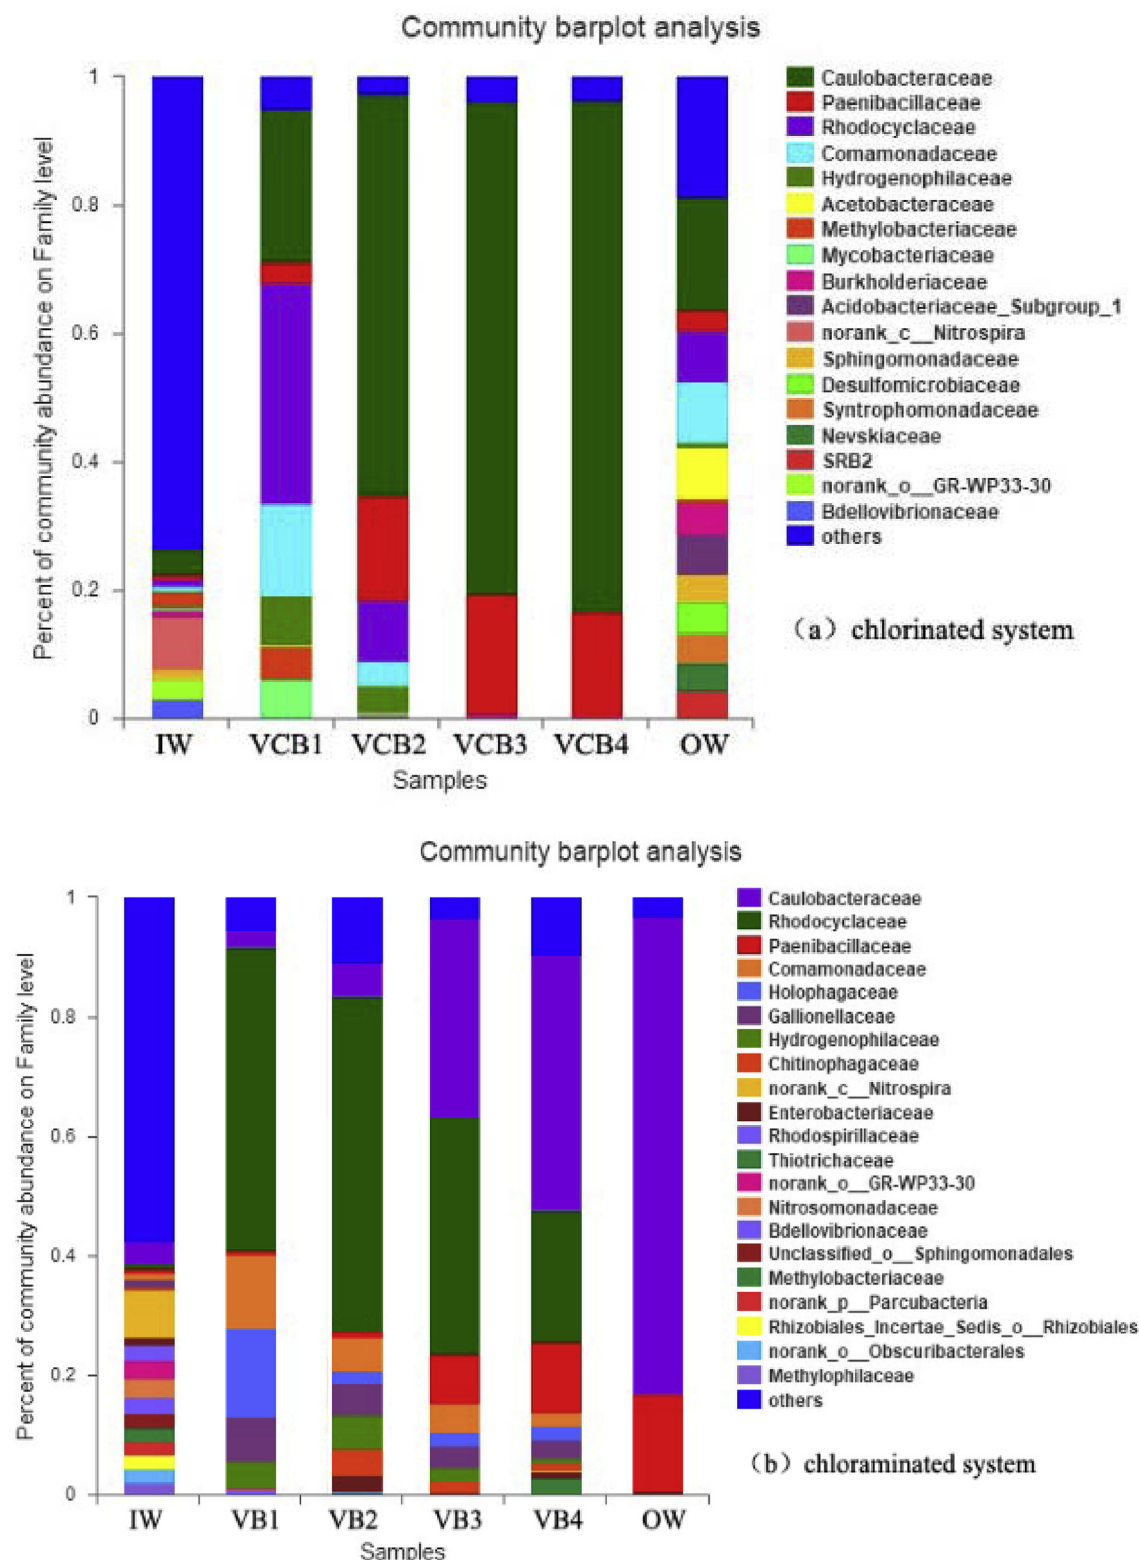 Community barplot analysis
Percent of community abundance on Family level
1
0.8
0.6
0.4
0.2
0
IW
VCB1
VCB2
VCB3
VCB4
OW
Samples
Caulobacteraceae
Paenibacillaceae
Rhodocyclaceae
Comamonadaceae
Hydrogenophilaceae
Acetobacteraceae
Methylobacteriaceae
Mycobacteriaceae
Burkholderiaceae
Acidobacteriaceae_Subgroup_1
norank_c__Nitrospira
Sphingomonadaceae
Desulfomicrobiaceae
Syntrophomonadaceae
Nevskiaceae
SRB2
norank_o__GR-WP33-30
Bdellovibrionaceae
others
（a）chlorinated system
Community barplot analysis
Percent of community abundance on Family level
1
0.8
0.6
0.4
0.2
0
IW
VB1
VB2
VB3
VB4
OW
Samples
Caulobacteraceae
Rhodocyclaceae
Paenibacillaceae
Comamonadaceae
Holophagaceae
Gallionellaceae
Hydrogenophilaceae
Chitinophagaceae
norank_c__Nitrospira
Enterobacteriaceae
Rhodospirillaceae
Thiotrichaceae
norank_o__GR-WP33-30
Nitrosomonadaceae
Bdellovibrionaceae
Unclassified_o__Sphingomonadales
Methylobacteriaceae
norank_p__Parcubacteria
Rhizobiales_Incertae_Sedis_o__Rhizobiales
norank_o__Obscuribacterales
Methylophilaceae
others
（b）chloraminated system